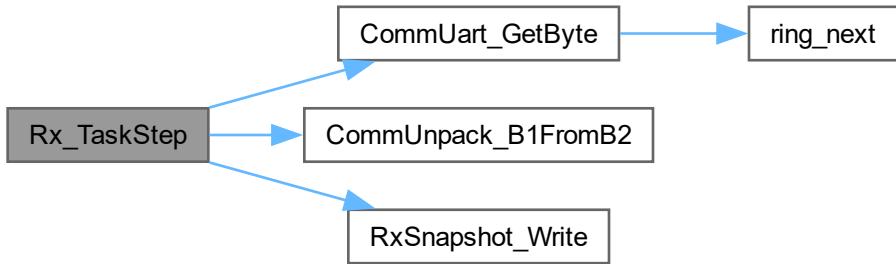 Rx_TaskStep
CommUart_GetByte
ring_next
CommUnpack_B1FromB2
RxSnapshot_Write